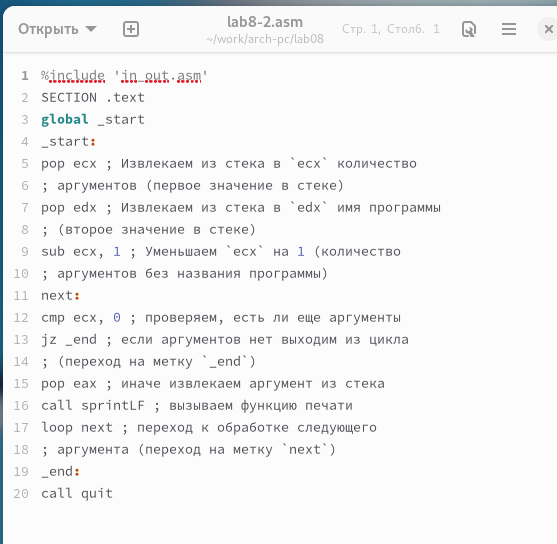 Открыть
lab8-2.asm
~/work/arch-pc/lab08
Стр. 1, Столб. 1
1 %include 'in_out.asm'
2 SECTION .text
3 global _start
4 _start:
5 pop ecx ; Извлекаем из стека в `ecx` количество
6 ; аргументов (первое значение в стеке)
7 pop edx ; Извлекаем из стека в `edx` имя программы
8 ; (второе значение в стеке)
9 sub ecx, 1 ; Уменьшаем `ecx` на 1 (количество
10 ; аргументов без названия программы)
11 next:
12 cmp ecx, 0 ; проверяем, есть ли еще аргументы
13 jz _end ; если аргументов нет выходим из цикла
14 ; (переход на метку `_end`)
15 pop eax ; иначе извлекаем аргумент из стека
16 call sprintLF ; вызываем функцию печати
17 loop next ; переход к обработке следующего
18 ; аргумента (переход на метку `next`)
19 _end:
20 call quit